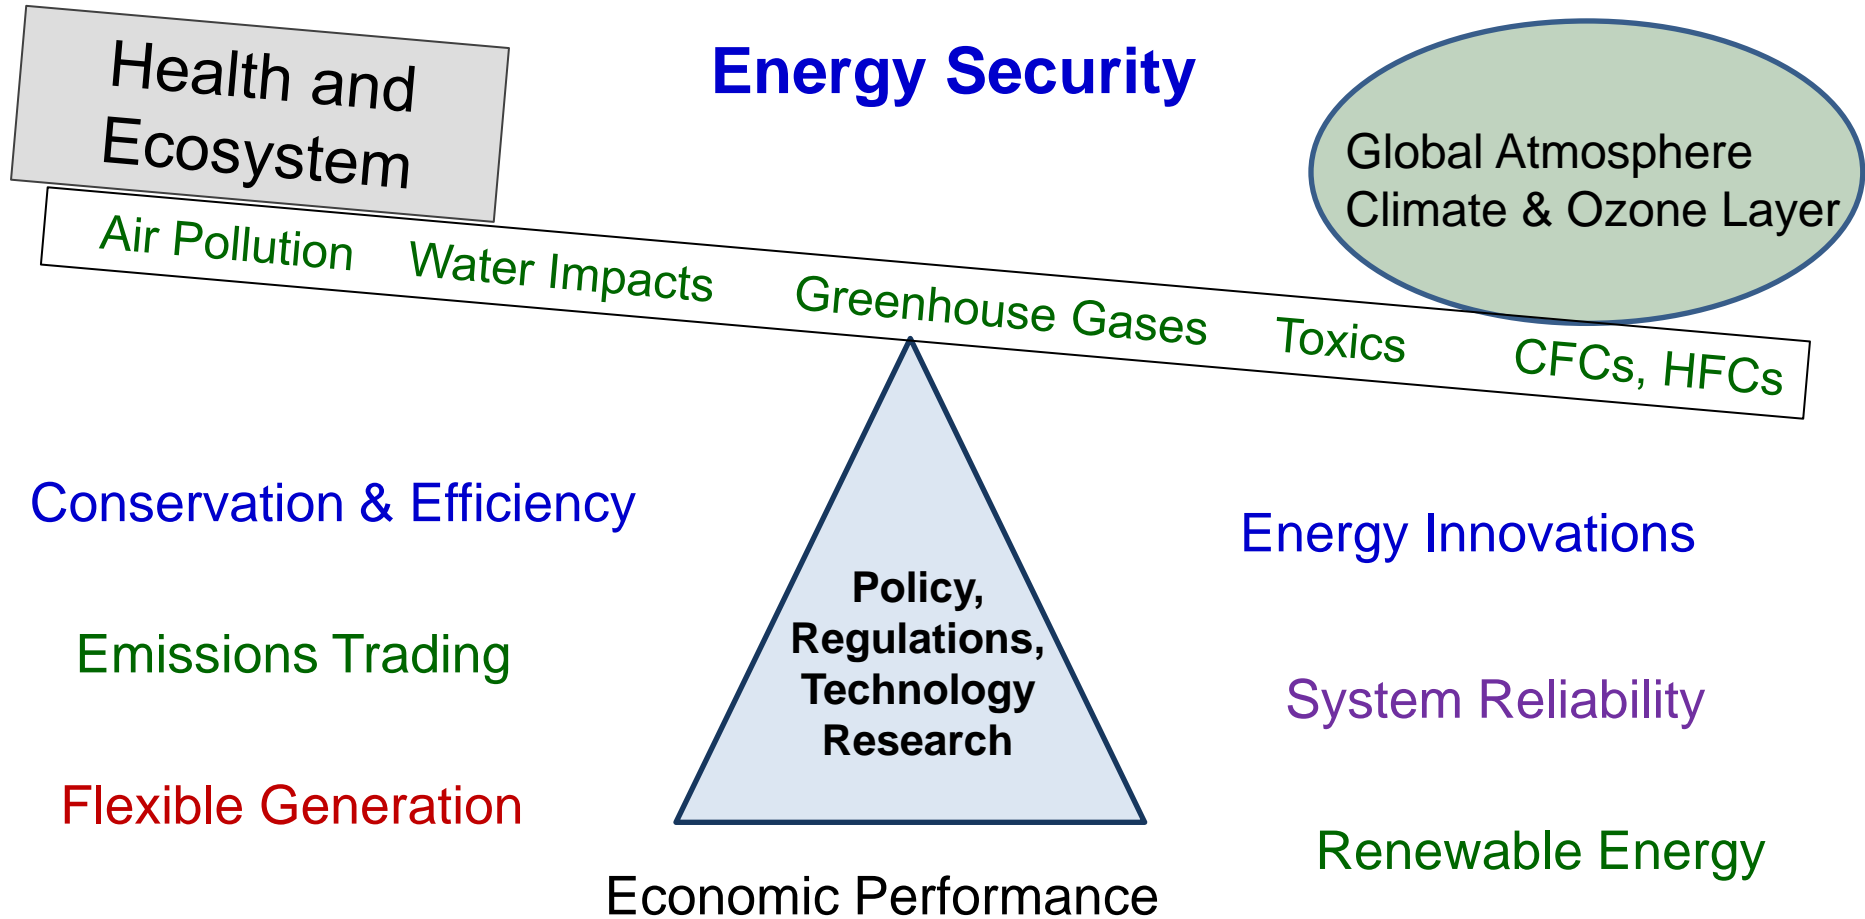 Health and
Ecosystem
Energy Security
Global Atmosphere
Climate & Ozone Layer
Air Pollution
Water Impacts
Greenhouse Gases
Toxics
CFCs, HFCs
Conservation & Efficiency
Energy Innovations
Policy,
Regulations,
Technology
Research
Emissions Trading
System Reliability
Flexible Generation
Renewable Energy
Economic Performance